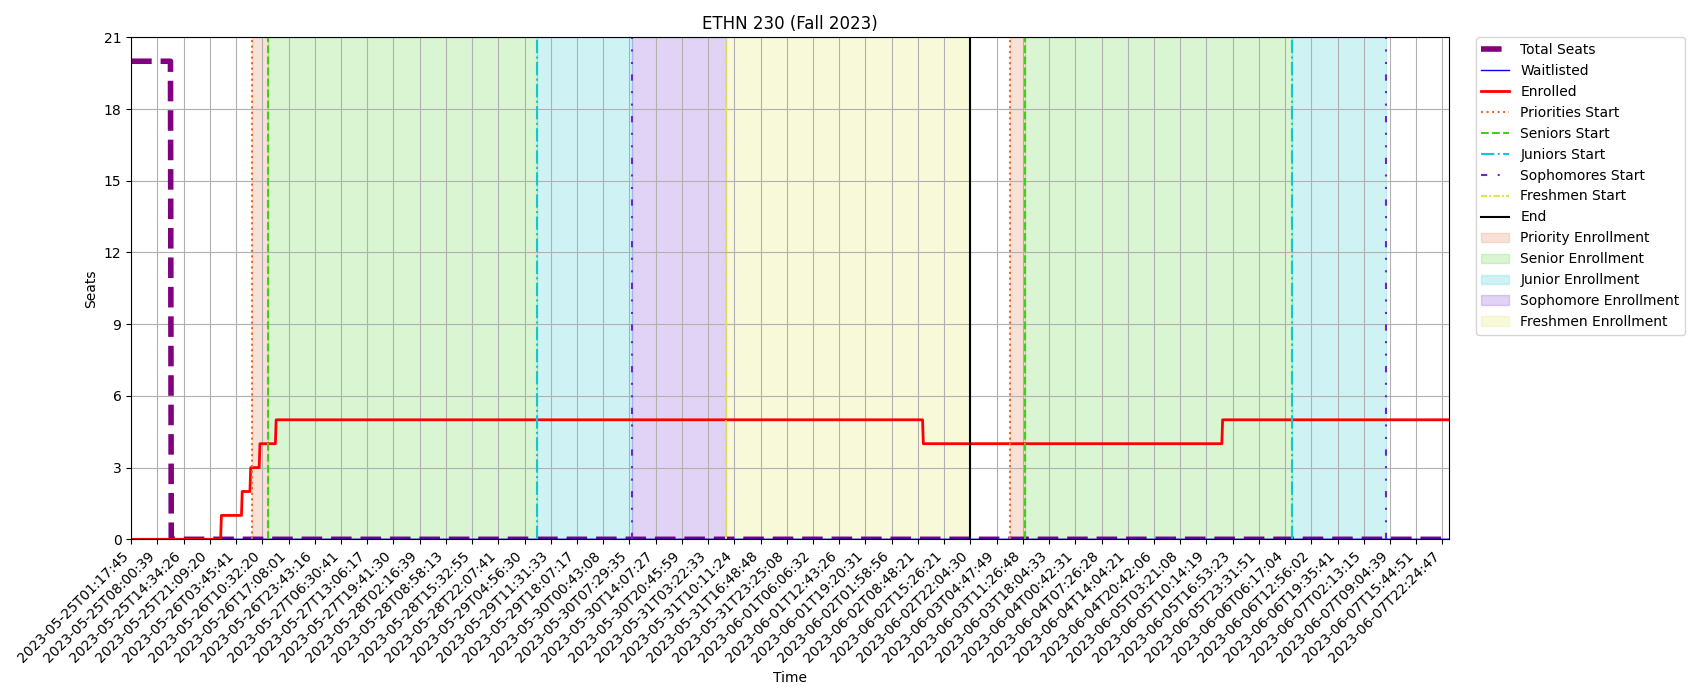 ETHN 230 (Fall 2023)
21
18
15
12
9
6
3
0
Seats
2023-05-25T01:17:45
2023-05-25T08:00:39
2023-05-25T14:34:26
2023-05-25T21:09:20
2023-05-26T03:45:41
2023-05-26T10:32:20
2023-05-26T17:08:01
2023-05-26T23:43:16
2023-05-27T06:30:41
2023-05-27T13:06:17
2023-05-27T19:41:30
2023-05-28T02:16:39
2023-05-28T08:58:13
2023-05-28T15:32:55
2023-05-28T22:07:41
2023-05-29T04:56:30
2023-05-29T11:31:33
2023-05-29T18:07:17
2023-05-30T00:43:08
2023-05-30T07:29:35
2023-05-30T14:07:27
2023-05-30T20:45:59
2023-05-31T03:22:33
2023-05-31T10:11:24
2023-05-31T16:48:48
2023-05-31T23:25:08
2023-06-01T06:06:32
2023-06-01T12:43:26
2023-06-01T19:20:31
2023-06-02T01:58:56
2023-06-02T08:48:21
2023-06-02T15:26:21
2023-06-02T22:04:30
2023-06-03T04:47:49
2023-06-03T11:26:48
2023-06-03T18:04:33
2023-06-04T00:42:31
2023-06-04T07:26:28
2023-06-04T14:04:21
2023-06-04T20:42:06
2023-06-05T03:21:08
2023-06-05T10:14:19
2023-06-05T16:53:23
2023-06-05T23:31:51
2023-06-06T06:17:04
2023-06-06T12:56:02
2023-06-06T19:35:41
2023-06-07T02:13:15
2023-06-07T09:04:39
2023-06-07T15:44:51
2023-06-07T22:24:47
Time
Total Seats
Waitlisted
Enrolled
Priorities Start
Seniors Start
Juniors Start
Sophomores Start
Freshmen Start
End
Priority Enrollment
Senior Enrollment
Junior Enrollment
Sophomore Enrollment
Freshmen Enrollment